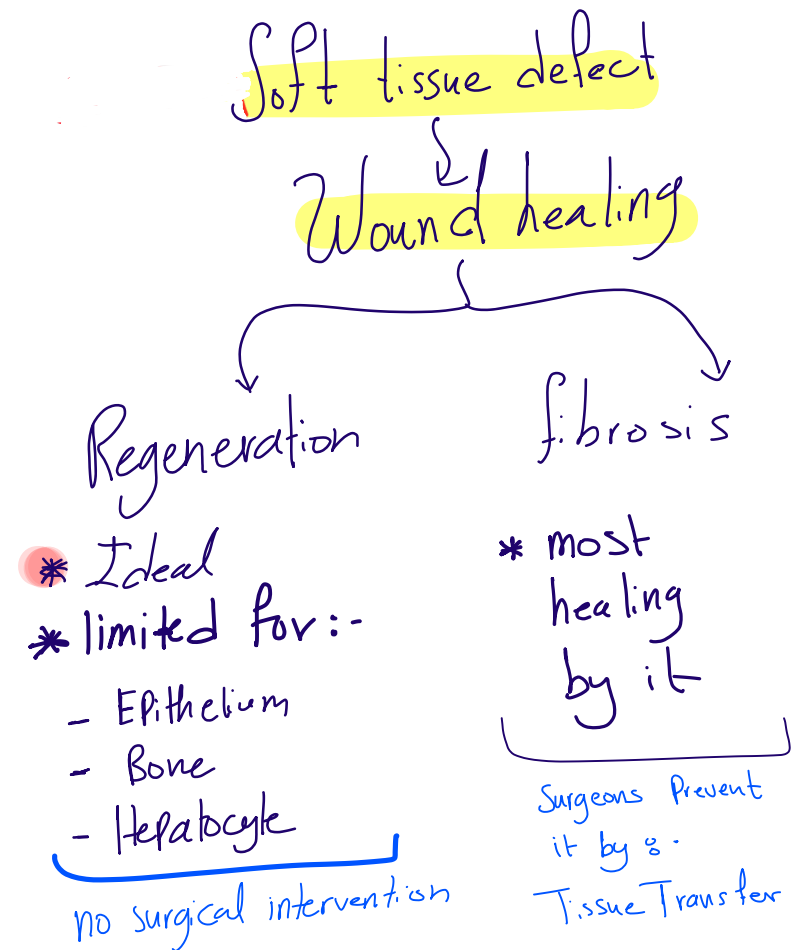 Soft tissue defect
Wound healing
Regeneration
* Ideal
* limited for:-
- Epithelium
- Bone
- Hepatocyte
no surgical intervention
fibrosis
* most
healing
by it
Surgeons Prevent
it by :-
Tissue Transfer